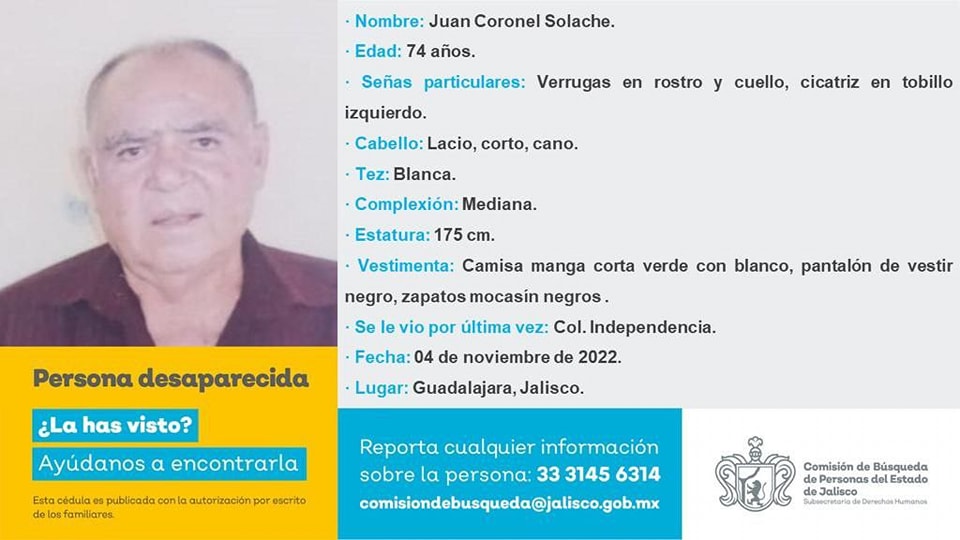 · Nombre: Juan Coronel Solache.
· Edad: 74 años.
· Señas particulares: Verrugas en rostro y cuello, cicatriz en tobillo
izquierdo.
· Cabello: Lacio, corto, cano.
· Tez: Blanca.
· Complexión: Mediana.
· Estatura: 175 cm.
· Vestimenta: Camisa manga corta verde con blanco, pantalón de vestir
negro, zapatos mocasín negros .
· Se le vio por última vez: Col. Independencia.
· Fecha: 04 de noviembre de 2022.
· Lugar: Guadalajara, Jalisco.
Persona desaparecida
¿La has visto?
Ayúdanos a encontrarla
Esta cédula es publicada con la autorización por escrito
de los familiares.
Reporta cualquier información
sobre la persona: 33 3145 6314
comisiondebusqueda@jalisco.gob.mx
Comisión de Búsqueda
de Personas del Estado
de Jalisco
Subsecretaría de Derechos Humanos